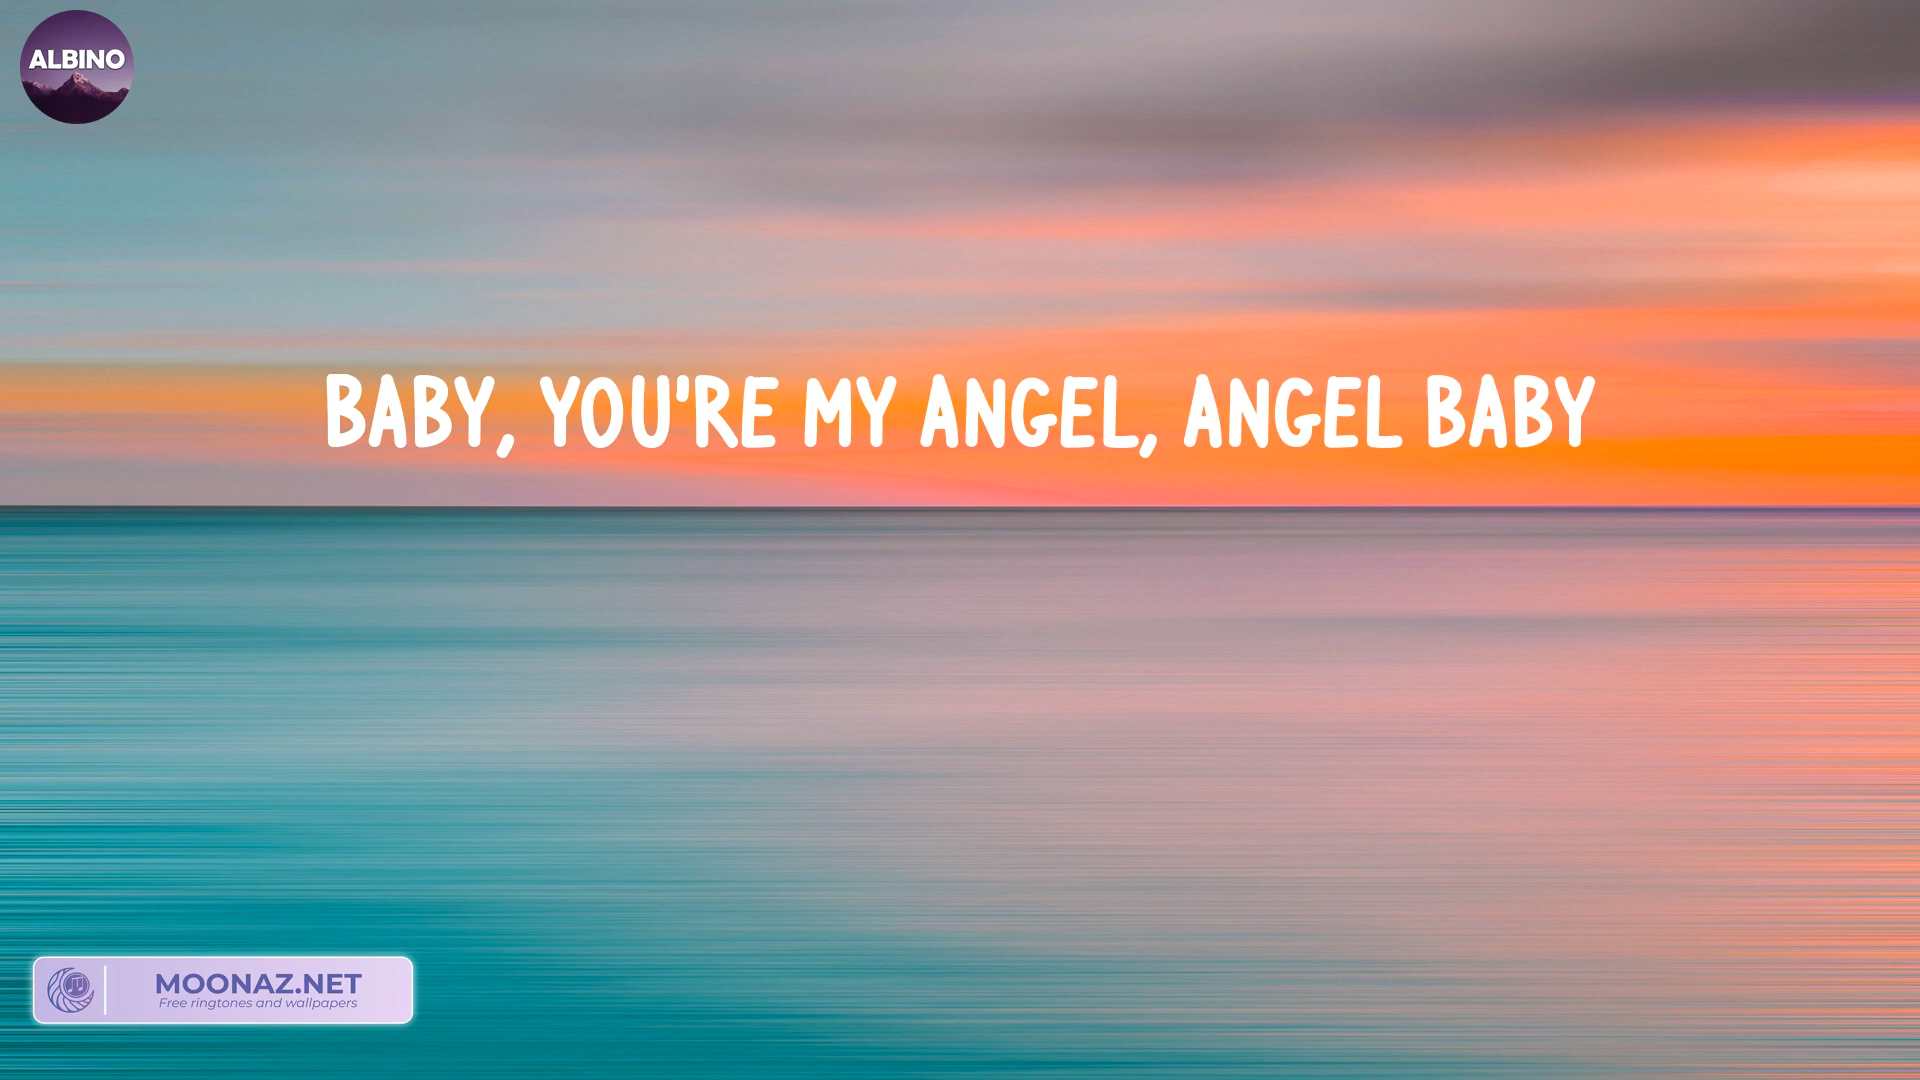 ALBINO
BABY, YOU'RE MY ANGEL, ANGEL BABY
MOONAZ.NET
Free ringtones and wallpapers